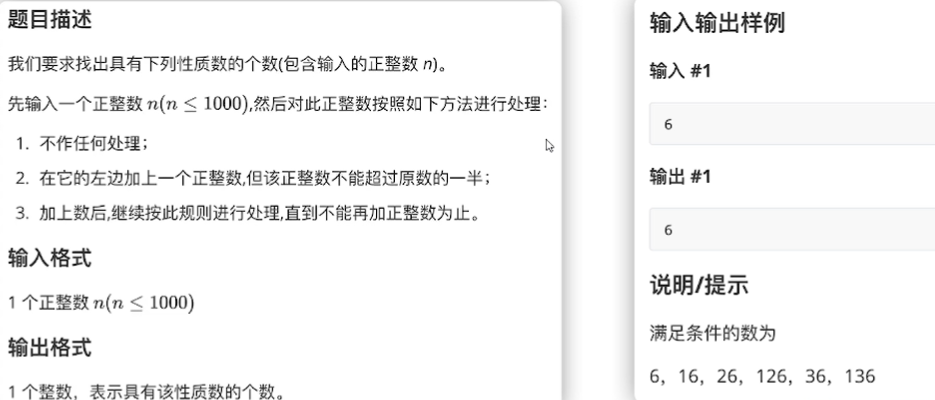 题目描述
我们要求找出具有下列性质数的个数(包含输入的正整数 n)。
先输入一个正整数 n(n ≤ 1000),然后对此正整数按照如下方法进行处理：
1. 不作任何处理；
2. 在它的左边加上一个正整数,但该正整数不能超过原数的一半；
3. 加上数后,继续按此规则进行处理,直到不能再加正整数为止。
输入格式
1 个正整数 n(n ≤ 1000)
输出格式
1 个整数，表示具有该性质数的个数。
输入输出样例
输入 #1
6
输出 #1
6
说明/提示
满足条件的数为
6，16，26，126，36，136